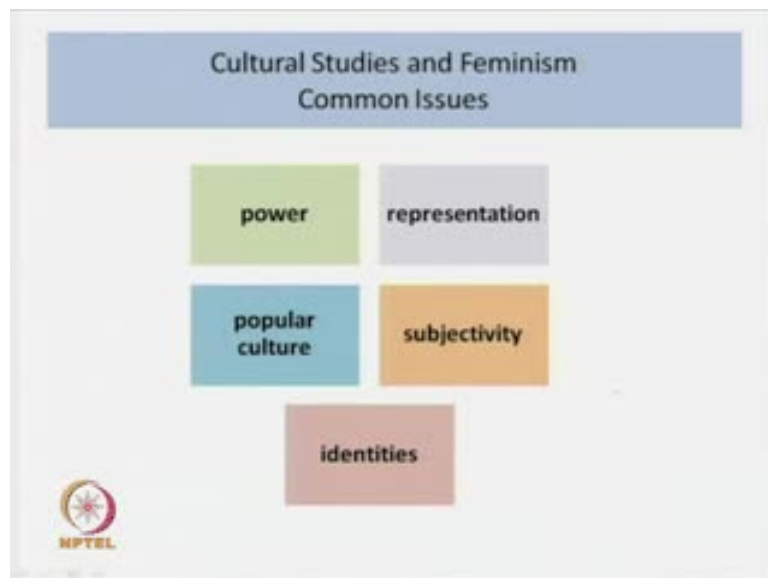 Cultural Studies and Feminism
Common Issues
power
representation
popular
culture
subjectivity
identities
NPTEL